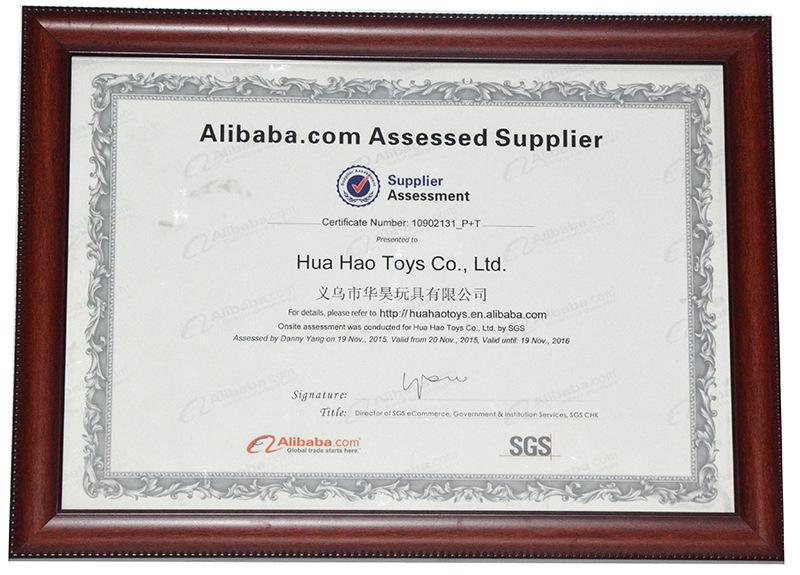 Alibaba.com Assessed Supplier
Supplier Assessment
Supplier
Assessment
Certificate Number: 10902131_P+T
Presented to
Hua Hao Toys Co., Ltd.
义乌市华昊玩具有限公司
For details, please refer to http://huahaotoys.en.alibaba.com
Onsite assessment was conducted for Hua Hao Toys Co., Ltd. by SGS
Assessed by Danny Yang on 19 Nov., 2015. Valid from 20 Nov., 2015, Valid until: 19 Nov., 2016
Signature:
Title: Director of SGS eCommerce, Government & Institution Services, SGS CHK
Alibaba.com®
Global trade starts here.™
SGS